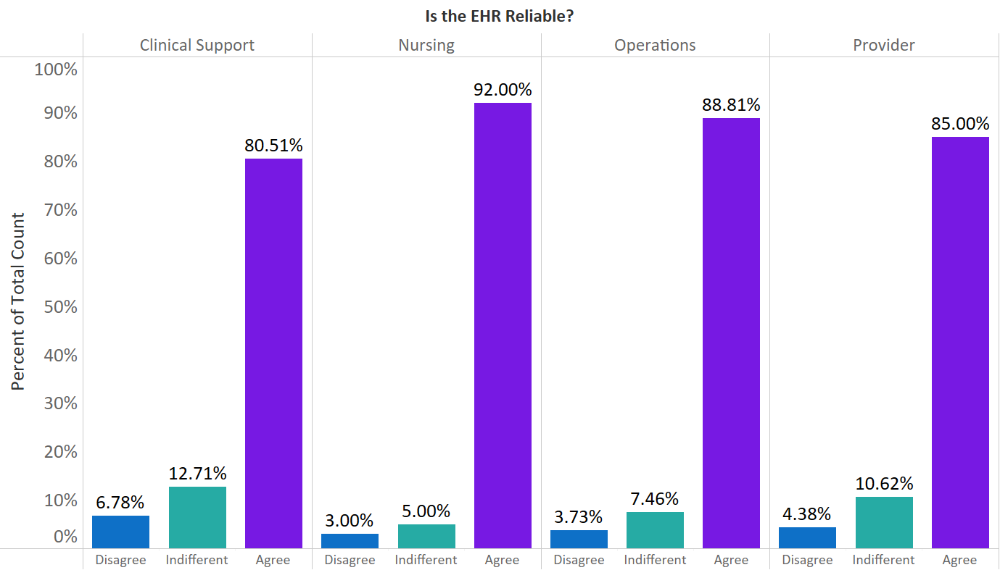 Is the EHR Reliable?
Clinical Support Nursing Operations Provider
Percent of Total Count
100%
90%
80%
70%
60%
50%
40%
30%
20%
10%
0%
6.78% 12.71% 80.51% 3.00% 5.00% 92.00% 3.73% 7.46% 88.81% 4.38% 10.62% 85.00%
Disagree Indifferent Agree Disagree Indifferent Agree Disagree Indifferent Agree Disagree Indifferent Agree